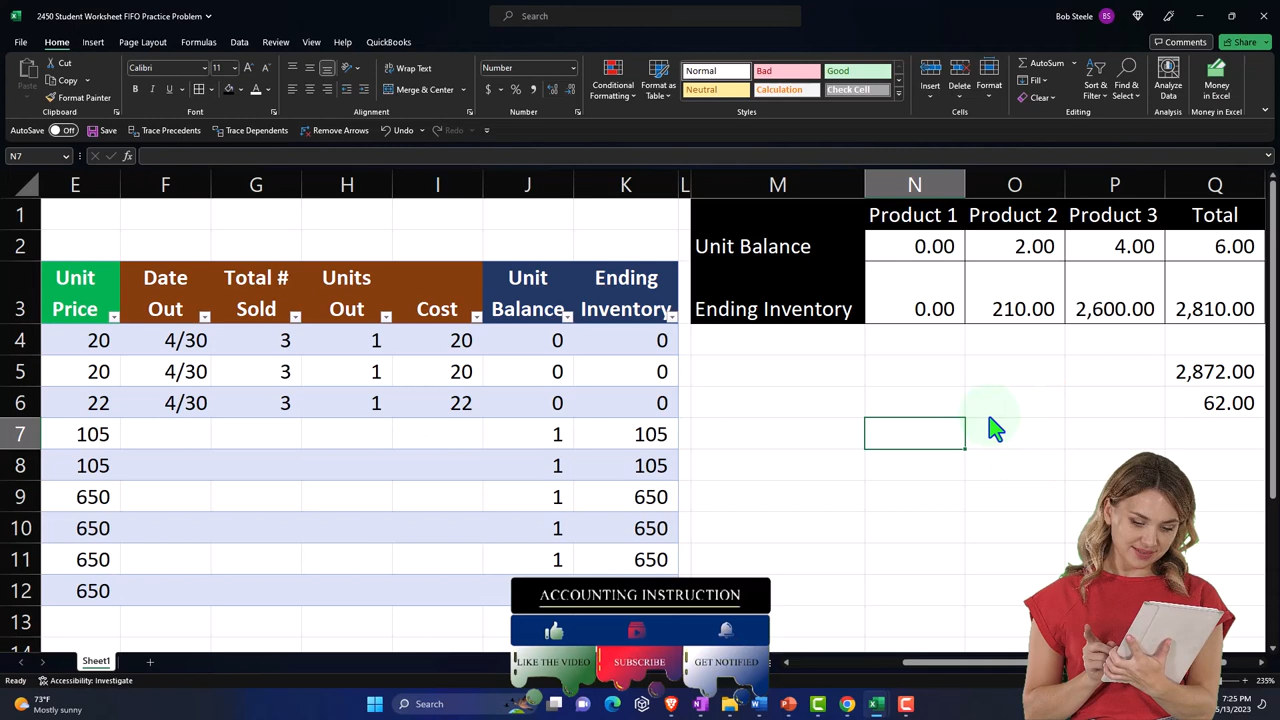 2450 Student Worksheet FIFO Practice Problem
Search
Bob Steele BS
File Home Insert Page Layout Formulas Data Review View Help QuickBooks
Comments Share
Paste Cut Copy Format Painter
Calibri 11
B I U
Wrap Text
Merge & Center
Number
Conditional Formatting Format as Table
Normal Bad Good
Neutral Calculation Check Cell
Insert Delete Format
AutoSum Fill Clear
Sort & Filter Find & Select
Analyze Data
Money in Excel
Clipboard Font Alignment Number Styles Cells Editing Analysis Money in Excel
AutoSave Off Save Trace Precedents Trace Dependents Remove Arrows Undo Redo
N7 fx
E F G H I J K L M N O P Q
1 Product 1 Product 2 Product 3 Total
2 Unit Balance 0.00 2.00 4.00 6.00
3 Unit Price Date Out Total # Sold Units Out Cost Unit Balance Ending Inventory Ending Inventory 0.00 210.00 2,600.00 2,810.00
4 20 4/30 3 1 20 0 0
5 20 4/30 3 1 20 0 0 2,872.00
6 22 4/30 3 1 22 0 0 62.00
7 105 1 105
8 105 1 105
9 650 1 650
10 650 1 650
11 650 1 650
12 650
13
ACCOUNTING INSTRUCTION
LIKE THE VIDEO SUBSCRIBE GET NOTIFIED
Sheet1
Ready Accessibility: Investigate
235%
73°F
Mostly sunny
Search
7:25 PM